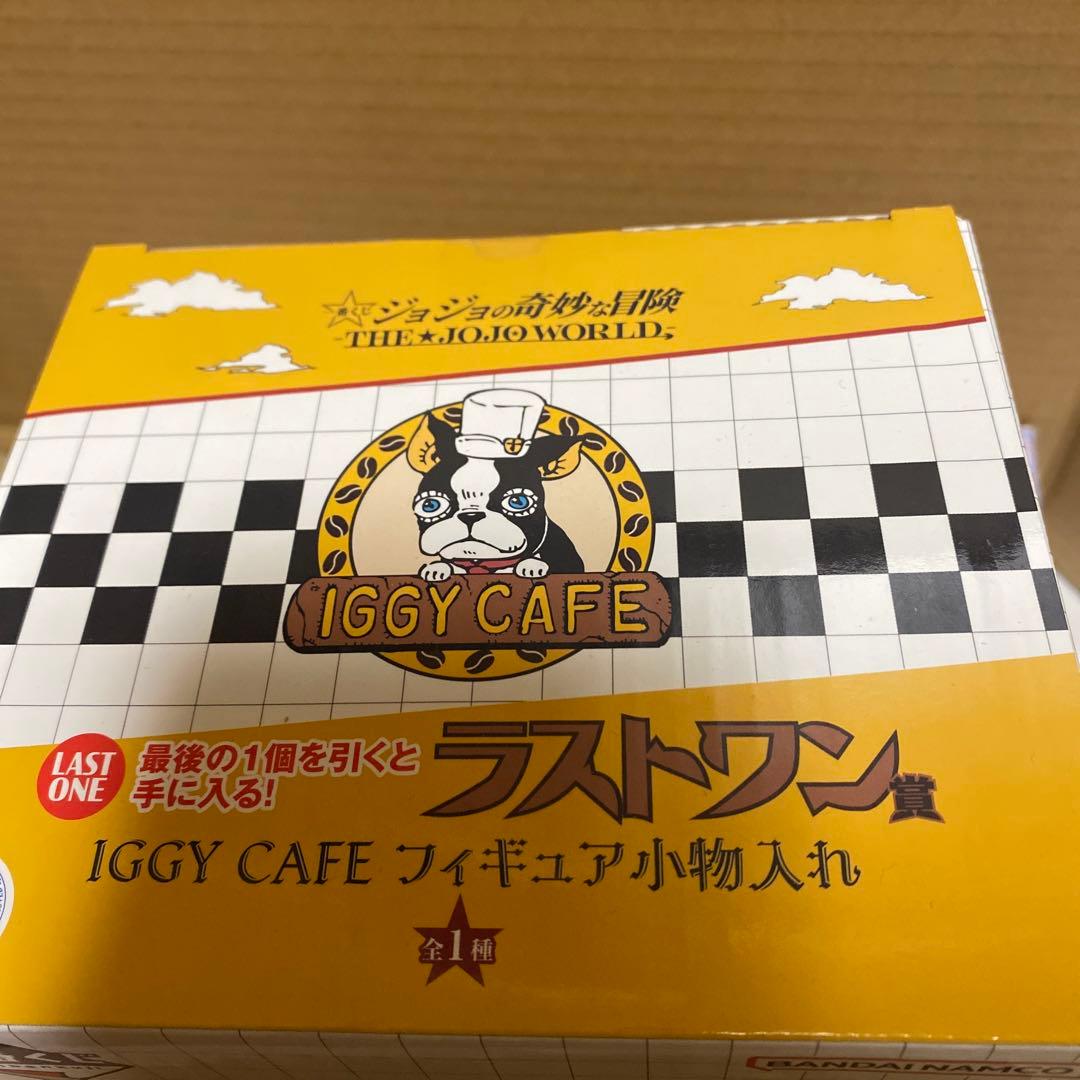 一番くじ ジョジョの奇妙な冒険
-THE★JOJO WORLD-
IGGY CAFE
LAST
ONE
最後の1個を引くと
手に入る!
ラストワン賞
IGGY CAFE フィギュア小物入れ
全1種
BANDAI NAMCO